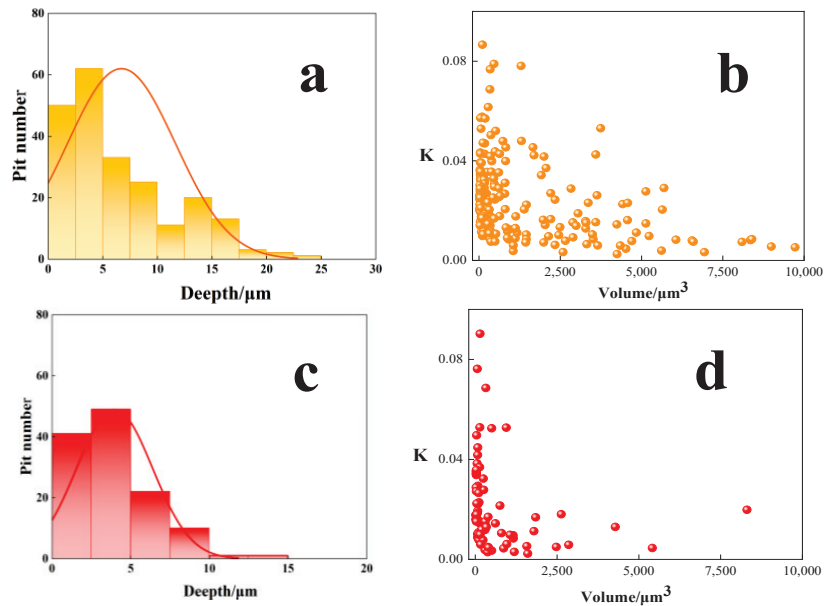 80
60
40
20
0
0 5 10 15 20 25 30
Pit number
Deepth/μm
a
0.08
K
0.04
0.00
0 2,500 5,000 7,500 10,000
Volume/μm³
b
80
60
40
20
0
0 5 10 15 20
Pit number
Deepth/μm
c
0.08
K
0.04
0.00
0 2,500 5,000 7,500 10,000
Volume/μm³
d